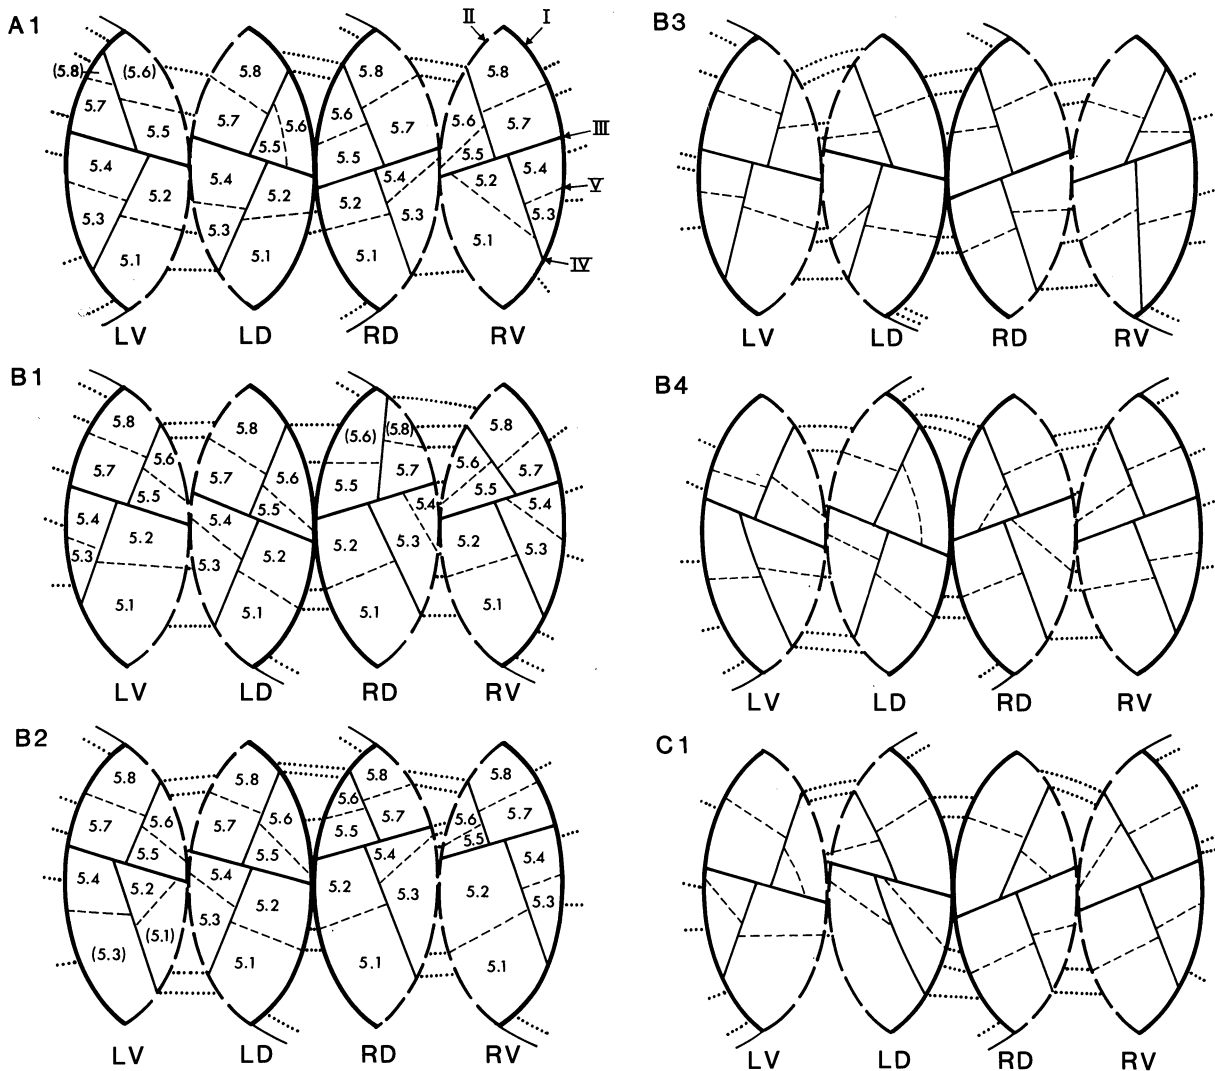 A1
II I
(5.8) (5.6) 5.8 5.8 5.8
5.7 5.5 5.7 5.6 5.5 5.6 5.7 5.5 5.6 5.7 5.5
III
5.4 5.2 5.4 5.2 5.4 5.2 5.4 5.2
V
5.3 5.3 5.3 5.3
5.1 5.1 5.1 5.1
IV
LV LD RD RV
B1
5.8 5.8 (5.6) (5.8) 5.8
5.7 5.6 5.5 5.7 5.6 5.5 5.5 5.7 5.6 5.7 5.5
5.4 5.2 5.4 5.2 5.4 5.2 5.4 5.2
5.3 5.3 5.3 5.3
5.1 5.1 5.1 5.1
LV LD RD RV
B2
5.8 5.8 5.8 5.8
5.7 5.6 5.5 5.7 5.6 5.5 5.6 5.7 5.5 5.6 5.7 5.5
5.4 5.2 5.4 5.2 5.4 5.2 5.4 5.2
(5.3) (5.1) 5.3 5.3 5.3
5.1 5.1 5.1
LV LD RD RV
B3
LV LD RD RV
B4
LV LD RD RV
C1
LV LD RD RV